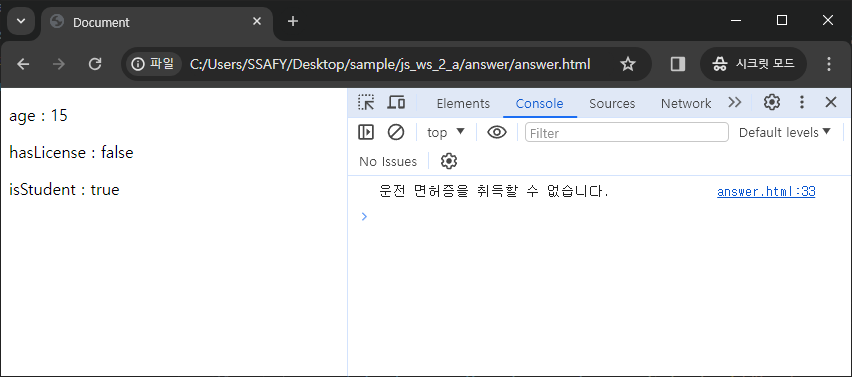 Document
파일 C:/Users/SSAFY/Desktop/sample/js_ws_2_a/answer/answer.html 시크릿 모드
age : 15
hasLicense : false
isStudent : true
Elements Console Sources Network
top Filter Default levels
No Issues
운전 면허증을 취득할 수 없습니다. answer.html:33